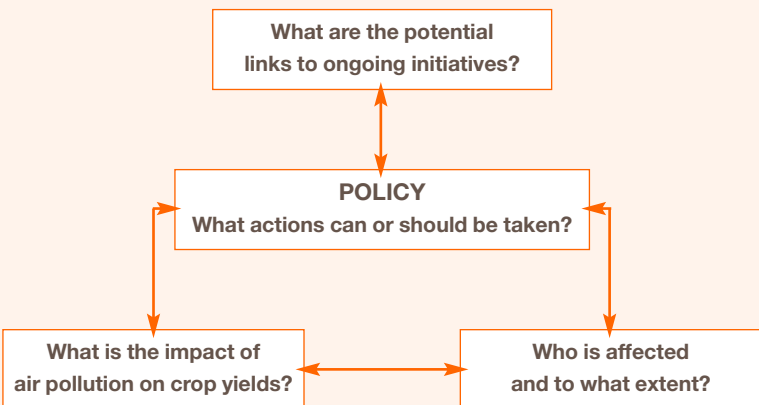 What are the potential
links to ongoing initiatives?
POLICY
What actions can or should be taken?
What is the impact of
air pollution on crop yields?
Who is affected
and to what extent?